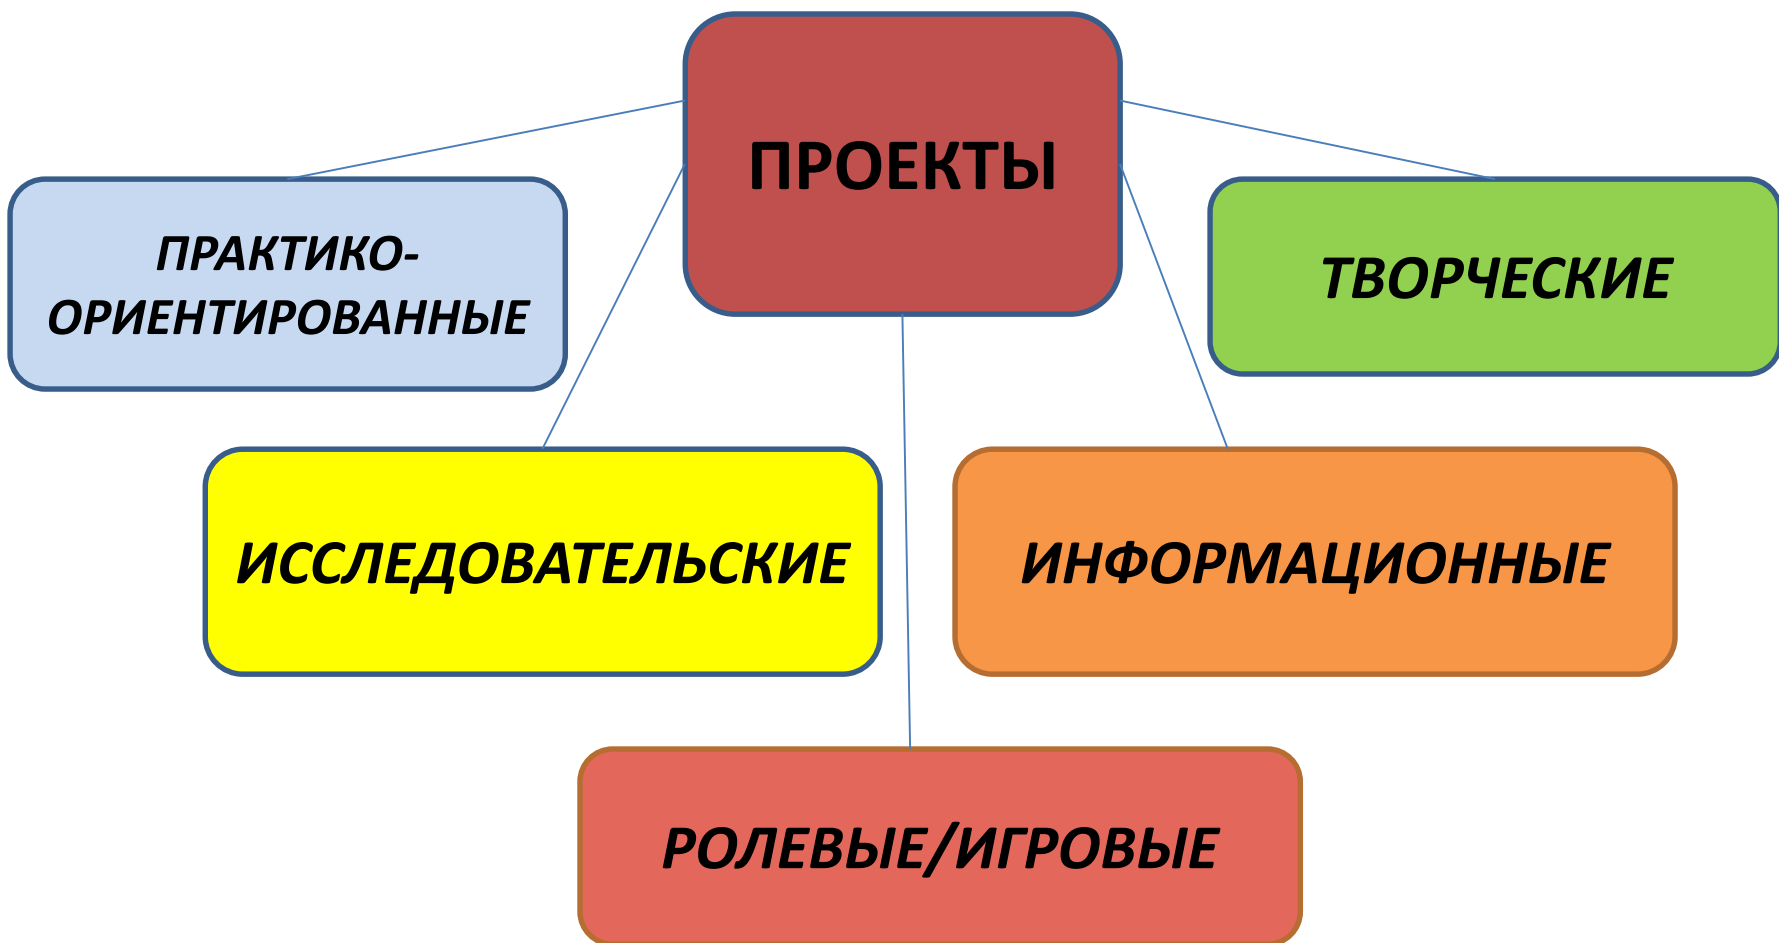 ПРОЕКТЫ
ПРАКТИКО-
ОРИЕНТИРОВАННЫЕ
ТВОРЧЕСКИЕ
ИССЛЕДОВАТЕЛЬСКИЕ
ИНФОРМАЦИОННЫЕ
РОЛЕВЫЕ/ИГРОВЫЕ